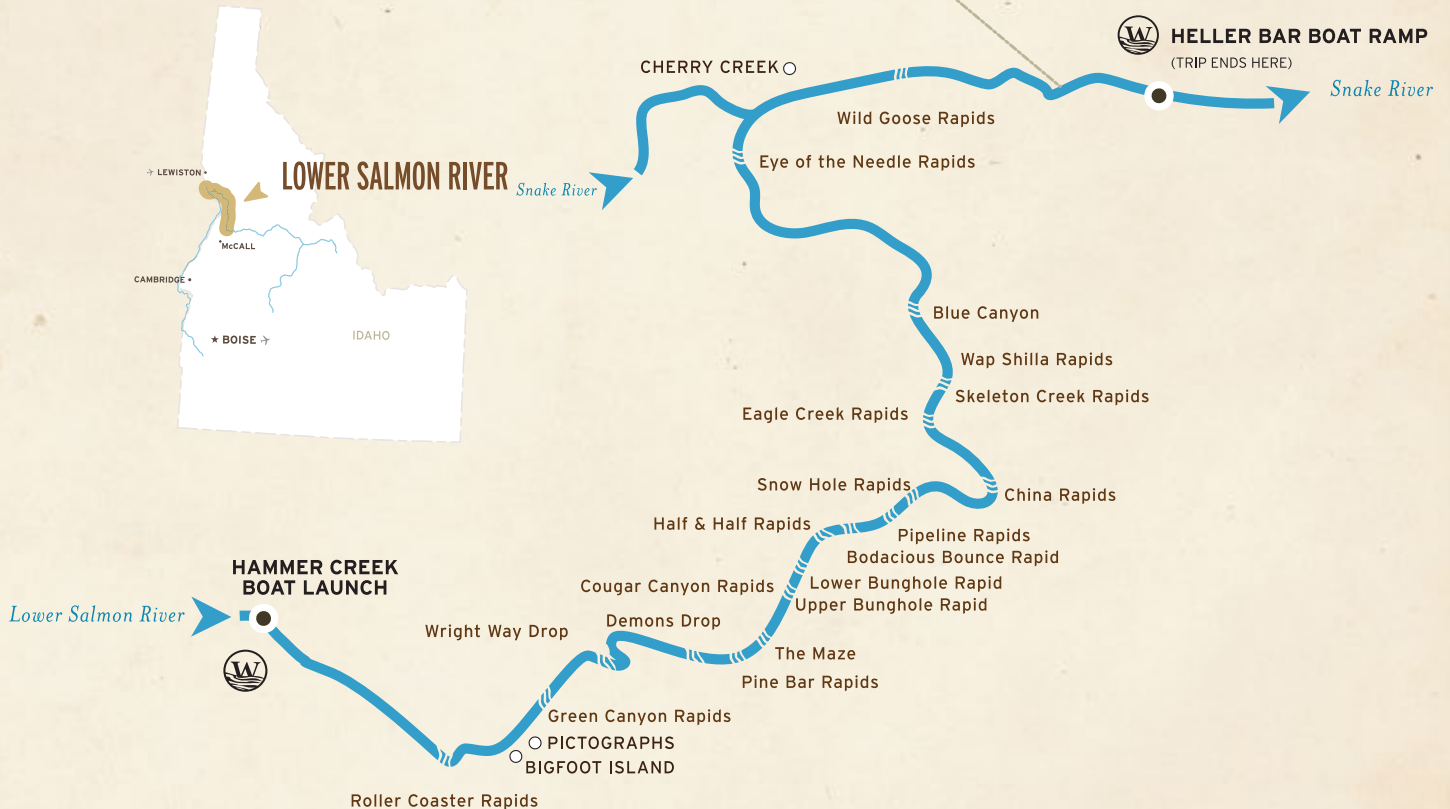 W
HELLER BAR BOAT RAMP
(TRIP ENDS HERE)
Snake River
CHERRY CREEK
Wild Goose Rapids
Eye of the Needle Rapids
LEWISTON
LOWER SALMON RIVER
Snake River
McCALL
CAMBRIDGE
BOISE
IDAHO
Blue Canyon
Wap Shilla Rapids
Skeleton Creek Rapids
Eagle Creek Rapids
Snow Hole Rapids
China Rapids
Half & Half Rapids
Pipeline Rapids
Bodacious Bounce Rapid
Cougar Canyon Rapids
Lower Bunghole Rapid
Upper Bunghole Rapid
HAMMER CREEK
BOAT LAUNCH
Lower Salmon River
W
Wright Way Drop
Demons Drop
The Maze
Pine Bar Rapids
Green Canyon Rapids
PICTOGRAPHS
BIGFOOT ISLAND
Roller Coaster Rapids